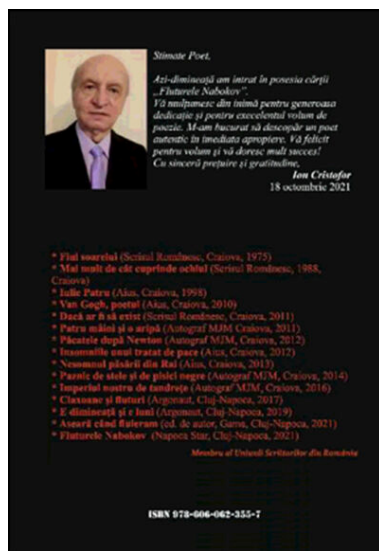 Stimate Poet,
Azi-dimineață am intrat în posesia cărții
„Fluturele Nabokov”.
Vă mulțumesc din inimă pentru generoasa
dedicație și pentru execelentul volum de
poezie. M-am bucurat să descopăr un poet
autentic în imediata apropiere. Vă felicit
pentru volum și vă doresc mult succes!
Cu sinceră prețuire și gratitudine,
Ion Cristofor
18 octombrie 2021
* Fiul soarelui (Scrisul Românesc, Craiova, 1975)
* Mai mult de cât cuprinde ochiul (Scrisul Românesc, 1988,
Craiova)
* Iulie Patru (Aius, Craiova, 1998)
* Van Gogh, poetul (Aius, Craiova, 2010)
* Dacă ar fi să exist (Scrisul Românesc, Craiova, 2011)
* Patru mâini și o aripă (Autograf MJM Craiova, 2011)
* Păcatele după Newton (Autograf MJM, Craiova, 2012)
* Insomniile unui tratat de pace (Aius, Craiova, 2012)
* Nesomnul păsării din Rai (Aius, Craiova, 2013)
* Parnic de stele și de pisici negre (Autograf MJM, Craiova, 2014)
* Imperiul nostru de tandrețe (Autograf MJM, Craiova, 2016)
* Claxoane și fluturi (Argonaut, Cluj-Napoca, 2017)
* E dimineață și e luni (Argonaut, Cluj-Napoca, 2019)
* Aseară când fluieram (ed. de autor, Gama, Cluj-Napoca, 2021)
* Fluturele Nabokov (Napoca Star, Cluj-Napoca, 2021)
Membru al Uniunii Scriitorilor din România
ISBN 978-606-062-355-7